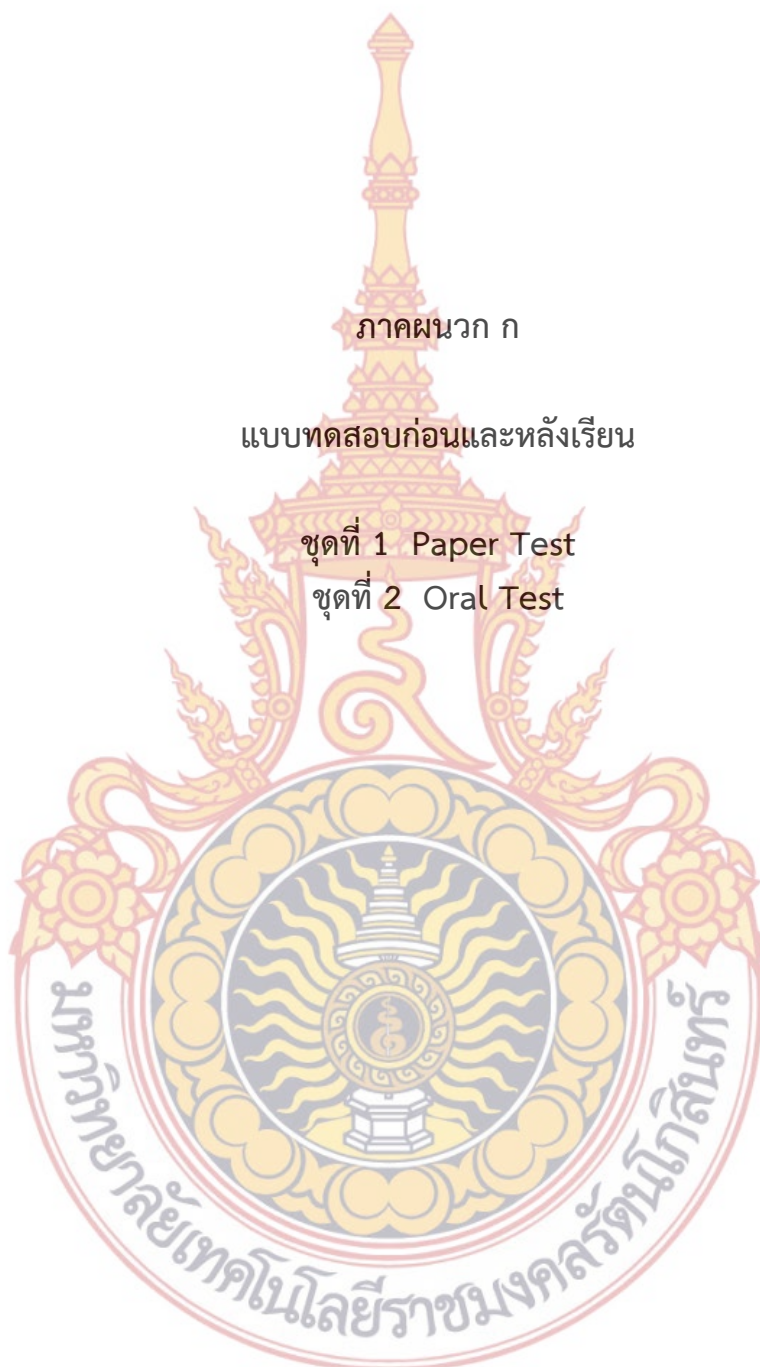 ภาคผนวก ก
แบบทดสอบก่อนและหลังเรียน
ชุดที่ 1 Paper Test
ชุดที่ 2 Oral Test
มหาวิทยาลัยเทคโนโลยีราชมงคลรัตนโกสินทร์